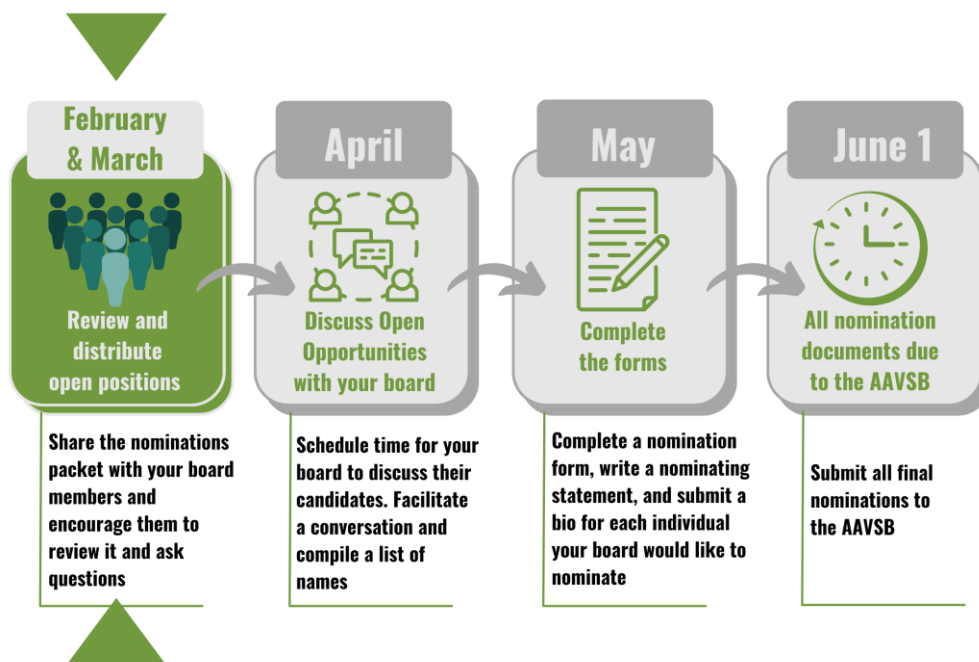 February
& March
Review and
distribute
open positions
Share the nominations
packet with your board
members and
encourage them to
review it and ask
questions
April
Discuss Open
Opportunities
with your board
Schedule time for your
board to discuss their
candidates. Facilitate
a conversation and
compile a list of
names
May
Complete
the forms
Complete a nomination
form, write a nominating
statement, and submit a
bio for each individual
your board would like to
nominate
June 1
All nomination
documents due
to the AAVSB
Submit all final
nominations to
the AAVSB